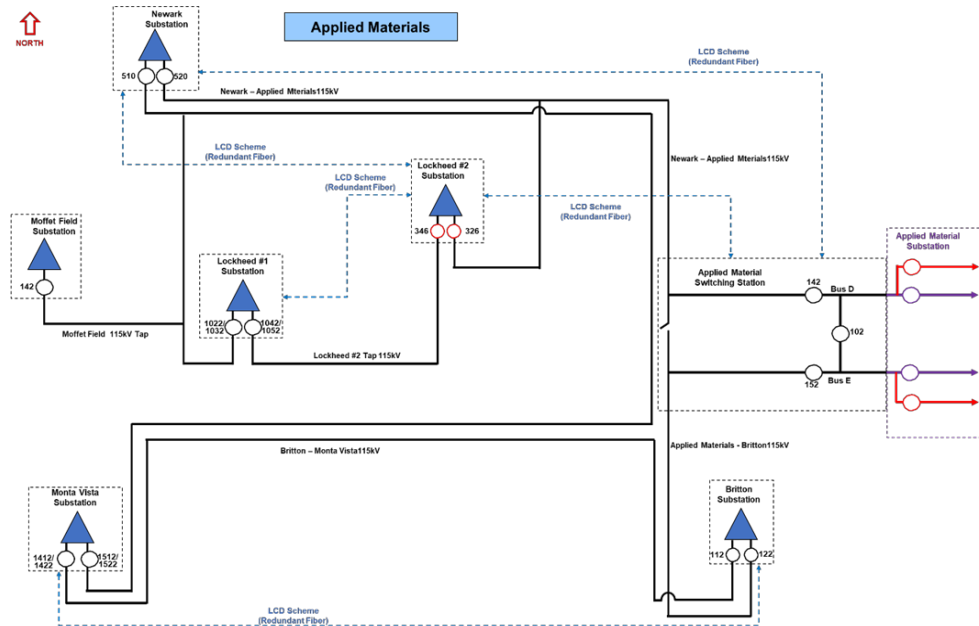 NORTH
Newark
Substation
510
520
Applied Materials
LCD Scheme
(Redundant Fiber)
Newark – Applied Mterials115kV
LCD Scheme
(Redundant Fiber)
Newark – Applied Mterials115kV
Lockheed #2
Substation
LCD Scheme
(Redundant Fiber)
346
326
LCD Scheme
(Redundant Fiber)
Moffet Field
Substation
142
Lockheed #1
Substation
1022/
1032
1042/
1052
Moffet Field 115kV Tap
Lockheed #2 Tap 115kV
Applied Material
Substation
Applied Material
Switching Station
142
Bus D
102
152
Bus E
Britton – Monta Vista115kV
Applied Materials - Britton115kV
Monta Vista
Substation
1412/
1422
1512/
1522
Britton
Substation
112
122
LCD Scheme
(Redundant Fiber)